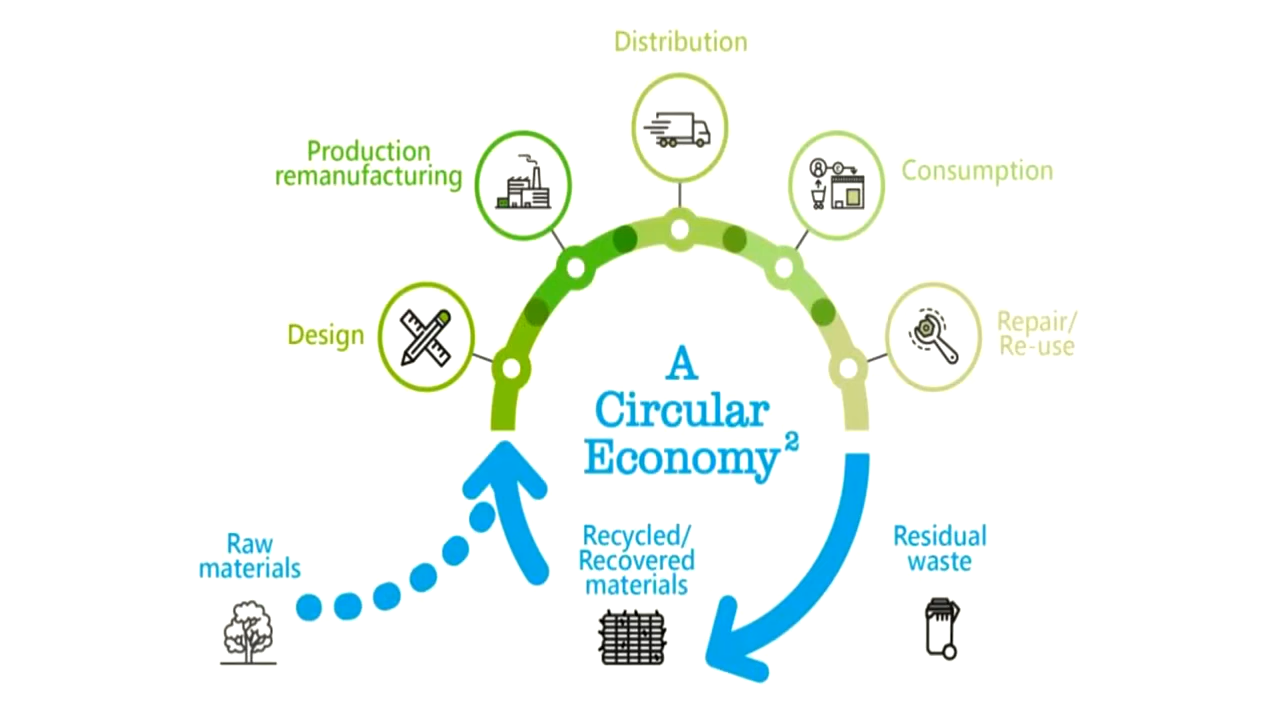 Distribution
Production
remanufacturing
Consumption
Design
Repair/
Re-use
A
Circular
Economy²
Raw
materials
Recycled/
Recovered
materials
Residual
waste